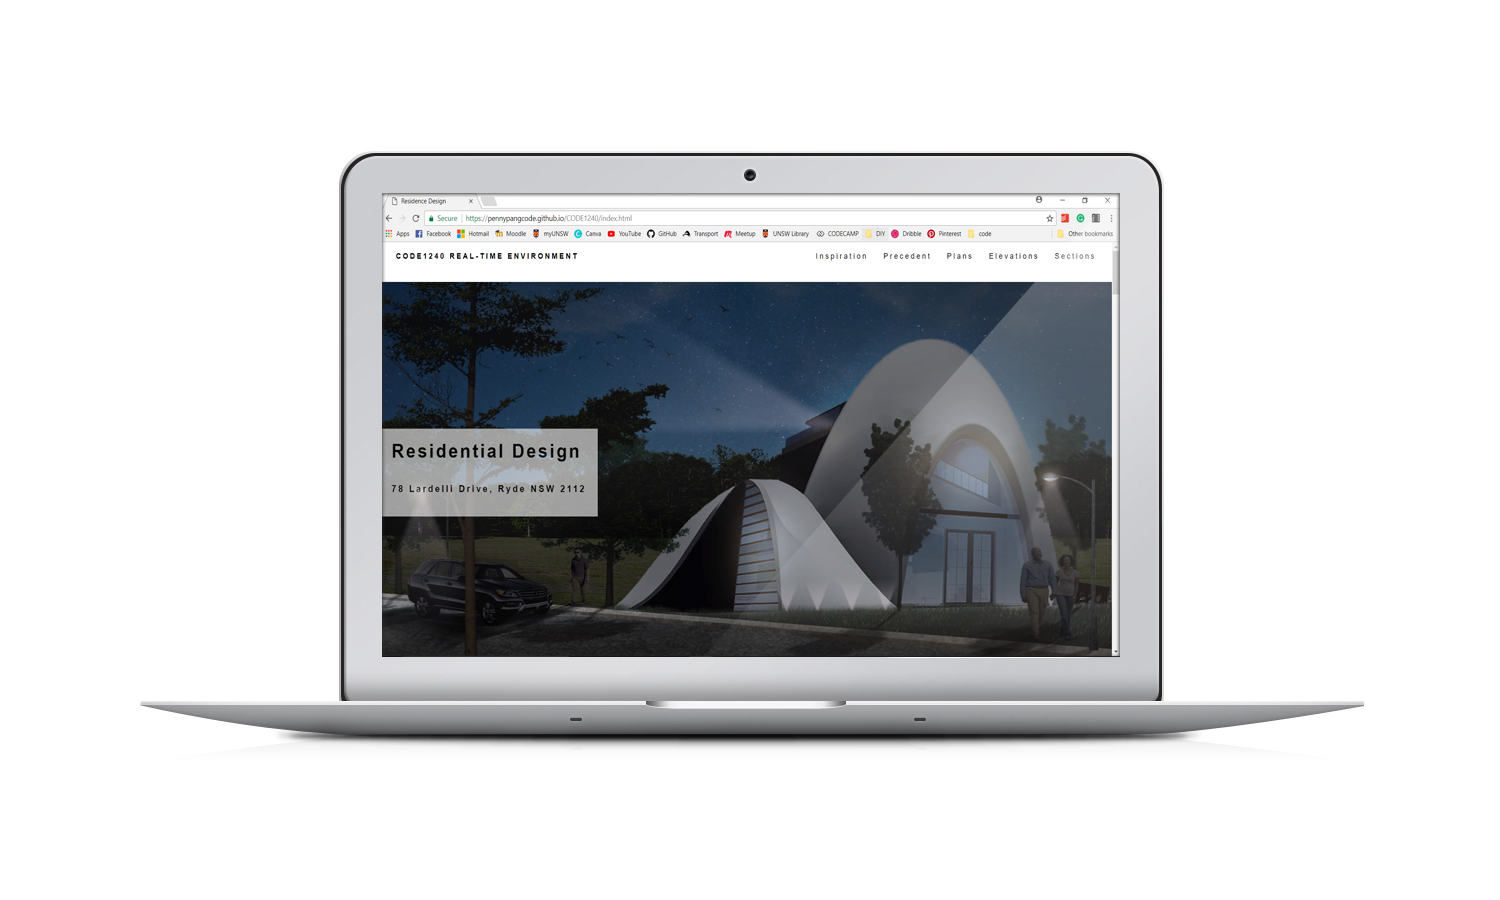 Residence Design
Secure https://pennypangcode.github.io/CODE1240/index.html
Apps Facebook Hotmail Moodle myUNSW Canva YouTube GitHub Transport Meetup UNSW Library CODECAMP DIY Dribble Pinterest code Other bookmarks
CODE1240 REAL-TIME ENVIRONMENT Inspiration Precedent Plans Elevations Sections
Residential Design
78 Lardelli Drive, Ryde NSW 2112